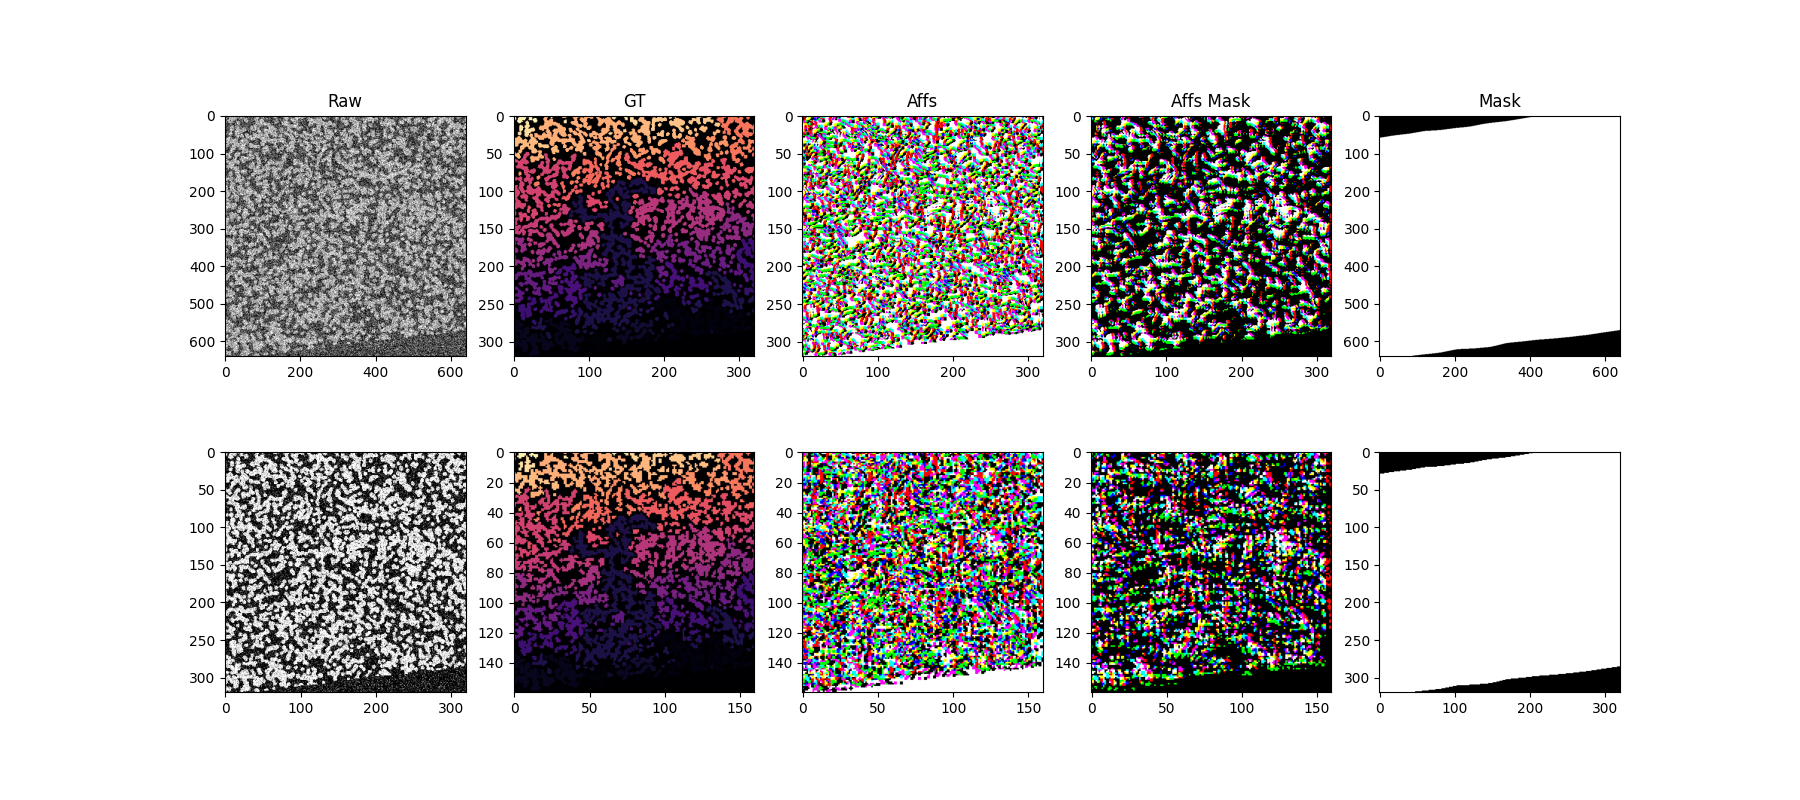 Raw GT Affs Affs Mask Mask
0 0 0 0 0
100 50 50 50 100
200 100 100 100 200
300 150 150 150 300
400 200 200 200 400
500 250 250 250 500
600 300 300 300 600
0 200 400 600 0 100 200 300 0 100 200 300 0 100 200 300 0 200 400 600
0 0 0 0 0
50 20 20 20 50
100 40 40 40 100
150 60 60 60 150
200 80 80 80 200
250 100 100 100 250
300 120 120 120 300
140 140 140
0 100 200 300 0 50 100 150 0 50 100 150 0 50 100 150 0 100 200 300